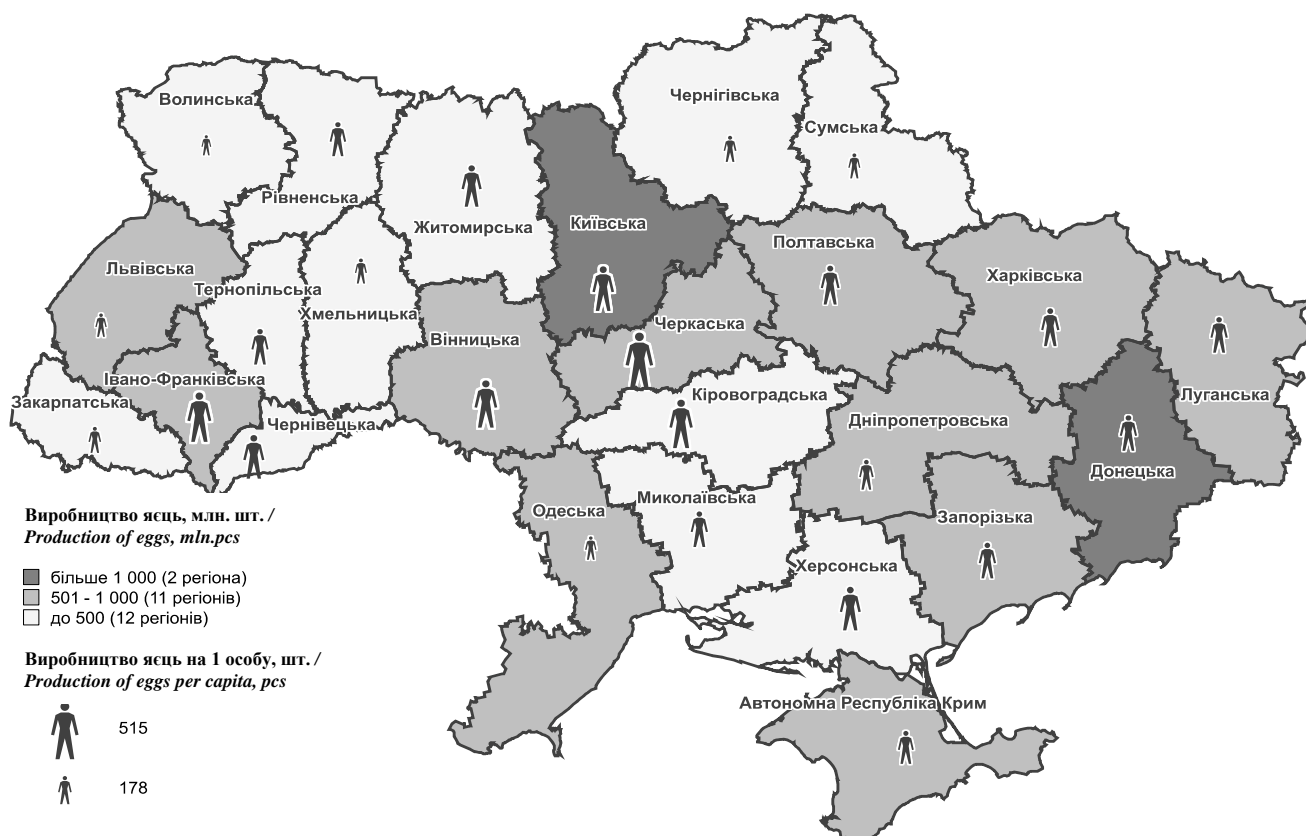 Волинська
Рівненська
Житомирська
Київська
Чернігівська
Сумська
Львівська
Тернопільська
Хмельницька
Вінницька
Черкаська
Полтавська
Харківська
Луганська
Закарпатська
Івано-Франківська
Чернівецька
Кіровоградська
Дніпропетровська
Донецька
Одеська
Миколаївська
Херсонська
Запорізька
Автономна Республіка Крим
Виробництво яєць, млн. шт. /
Production of eggs, mln.pcs
більше 1 000 (2 регіона)
501 - 1 000 (11 регіонів)
до 500 (12 регіонів)
Виробництво яєць на 1 особу, шт. /
Production of eggs per capita, pcs
515
178